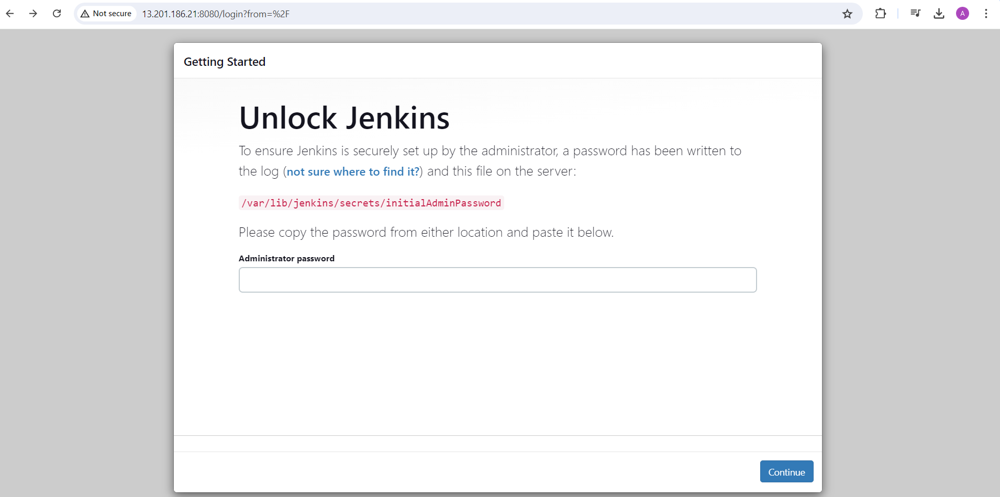 Not secure
13.201.186.21:8080/login?from=%2F
A
Getting Started
Unlock Jenkins
To ensure Jenkins is securely set up by the administrator, a password has been written to
the log (not sure where to find it?) and this file on the server:
/var/lib/jenkins/secrets/initialAdminPassword
Please copy the password from either location and paste it below.
Administrator password
Continue